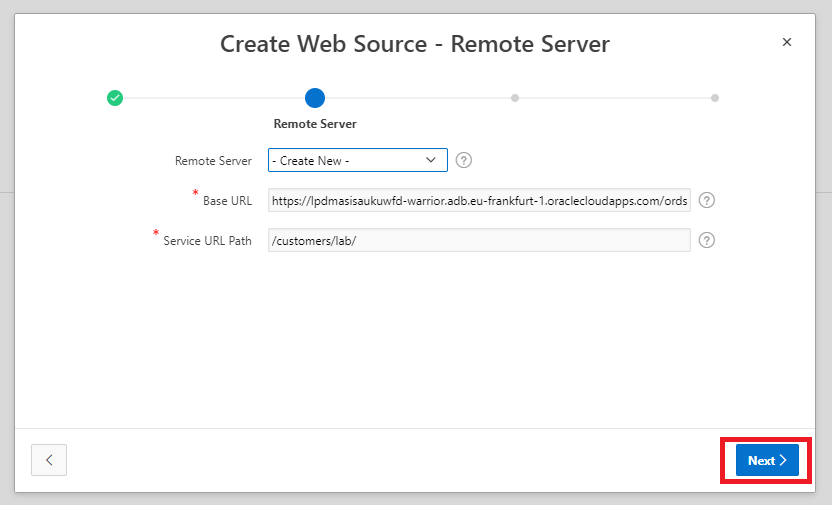 Create Web Source - Remote Server
Remote Server
Remote Server
- Create New -
* Base URL
https://lpdmasisaukuwfd-warrior.adb.eu-frankfurt-1.oraclecloudapps.com/ords
* Service URL Path
/customers/lab/
Next